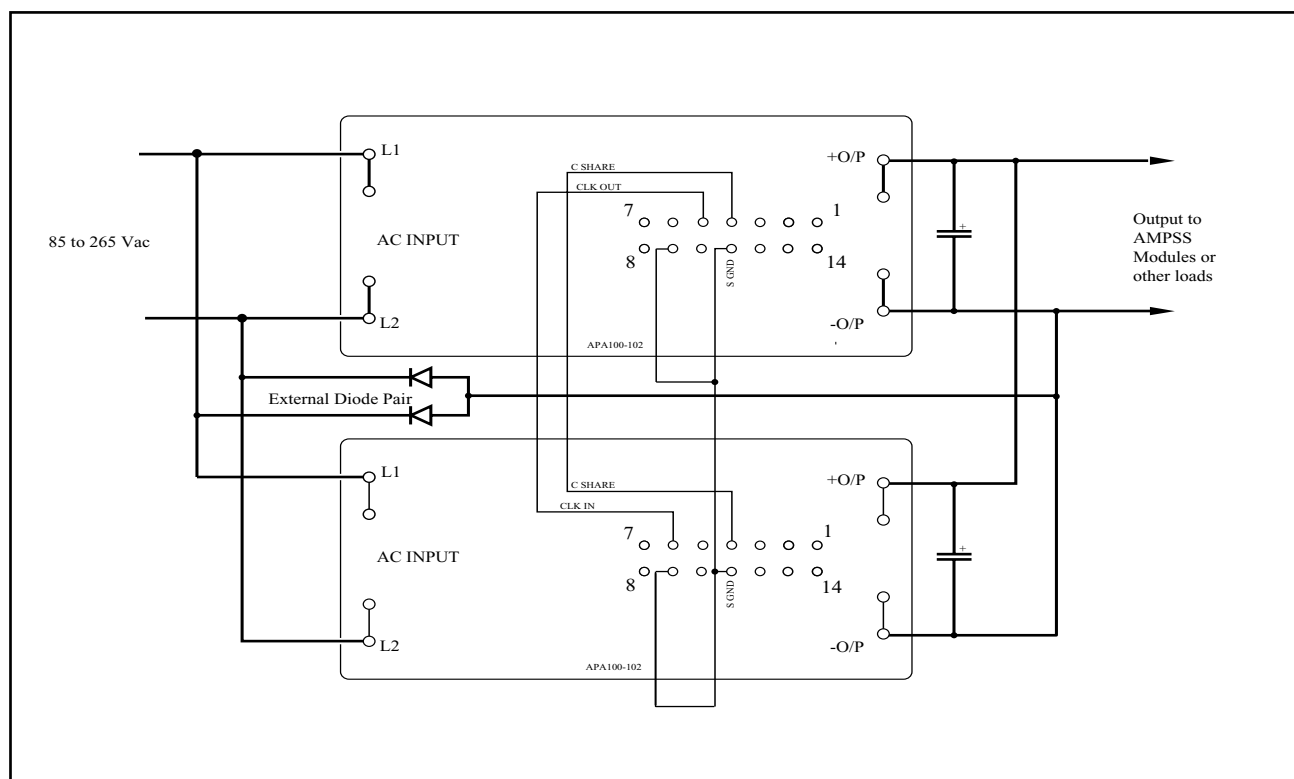 L1
+O/P
C SHARE
CLK OUT
7
1
85 to 265 Vac
AC INPUT
Output to
AMPSS
Modules or
other loads
8
S GND
14
L2
-O/P
APA100-102
External Diode Pair
L1
+O/P
C SHARE
CLK IN
7
1
AC INPUT
8
S GND
14
L2
-O/P
APA100-102
+
+